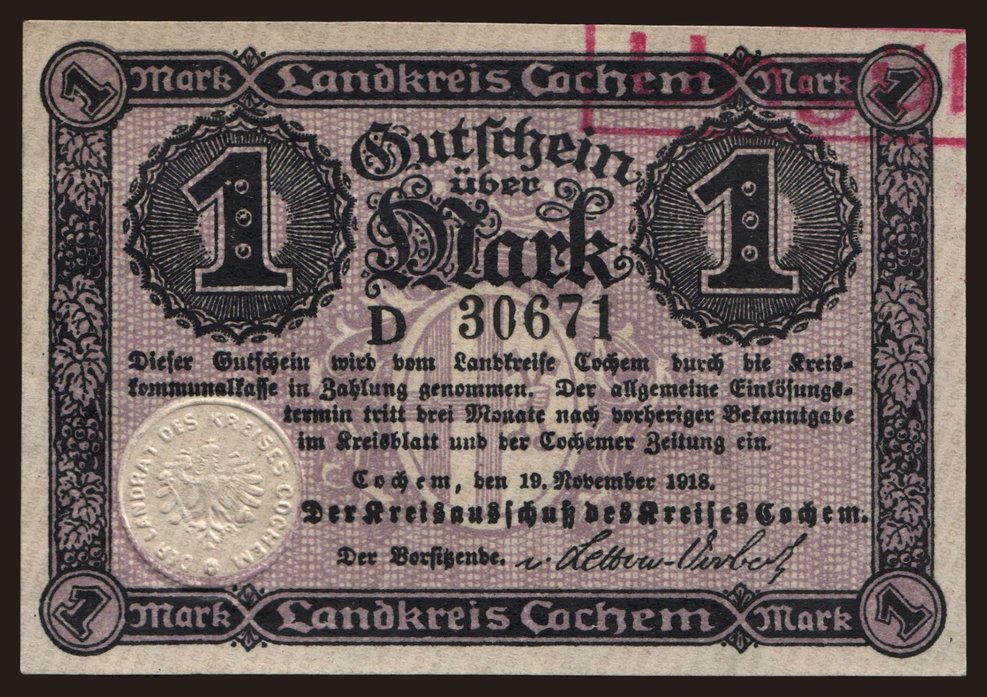 1 Mark Landkreis Cochem Mark 1
Gutschein
über
1 Mark 1
D 30671
Dieser Gutschein wird vom Landkreise Cochem durch die Kreis-
kommunalkasse in Zahlung genommen. Der allgemeine Einlösungs-
termin tritt drei Monate nach vorheriger Bekanntgabe
im Kreisblatt und der Cochemer Zeitung ein.
Cochem, den 19. November 1918.
Der Kreisausschuß des Kreises Cochem.
Der Vorsitzende. v. Lettow-Vorbeck
DER LANDRAT DES KREISES COCHEM
1 Mark Landkreis Cochem Mark 1